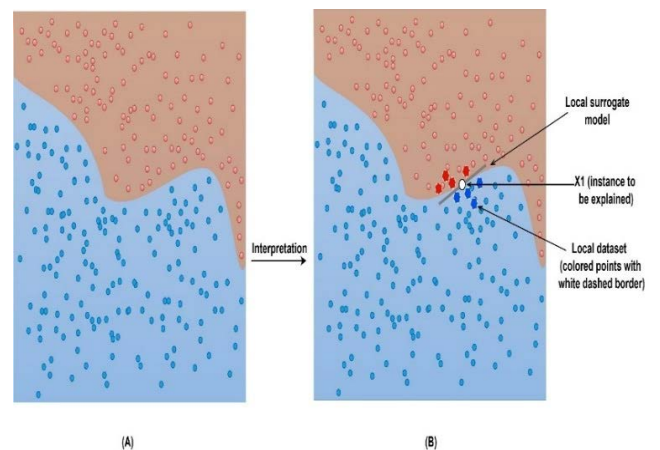 Local surrogate
model
X1 (instance to
be explained)
Interpretation
Local dataset
(colored points with
white dashed border)
(A)
(B)